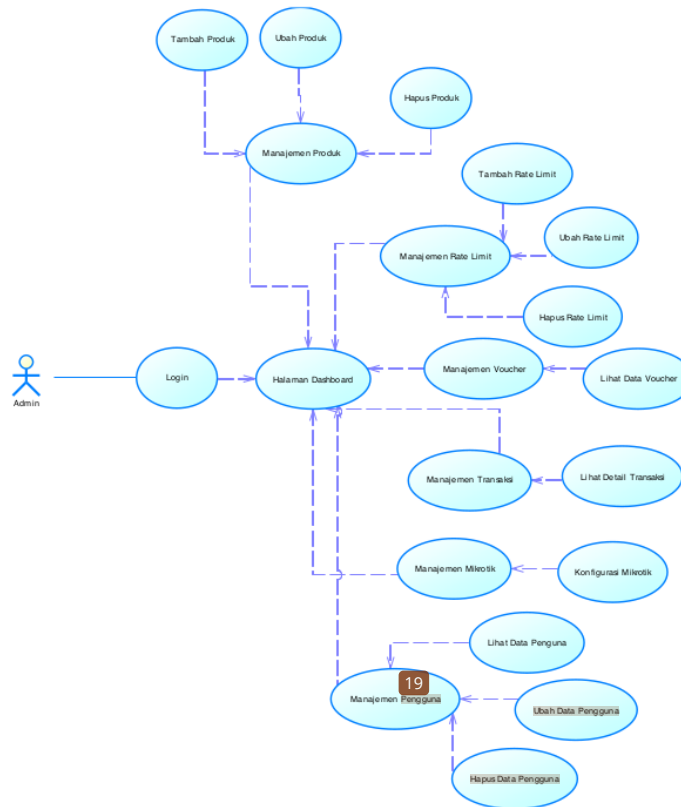 Tambah Produk
Ubah Produk
Hapus Produk
Manajemen Produk
Tambah Rate Limit
Ubah Rate Limit
Manajemen Rate Limit
Hapus Rate Limit
Login
Halaman Dashboard
Manajemen Voucher
Lihat Data Voucher
Admin
Manajemen Transaksi
Lihat Detail Transaksi
Manajemen Mikrotik
Konfigurasi Mikrotik
Lihat Data Penguna
19
Manajemen Pengguna
Ubah Data Pengguna
Hapus Data Pengguna